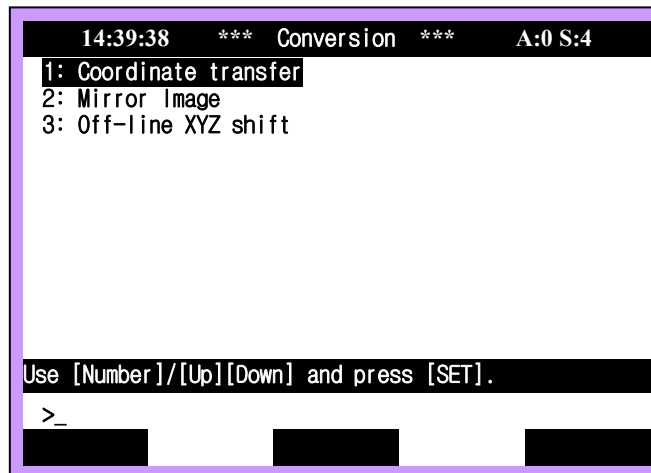 14:39:38 *** Conversion *** A:0 S:4
1: Coordinate transfer
2: Mirror Image
3: Off-line XYZ shift
Use [Number]/[Up][Down] and press [SET].
>_